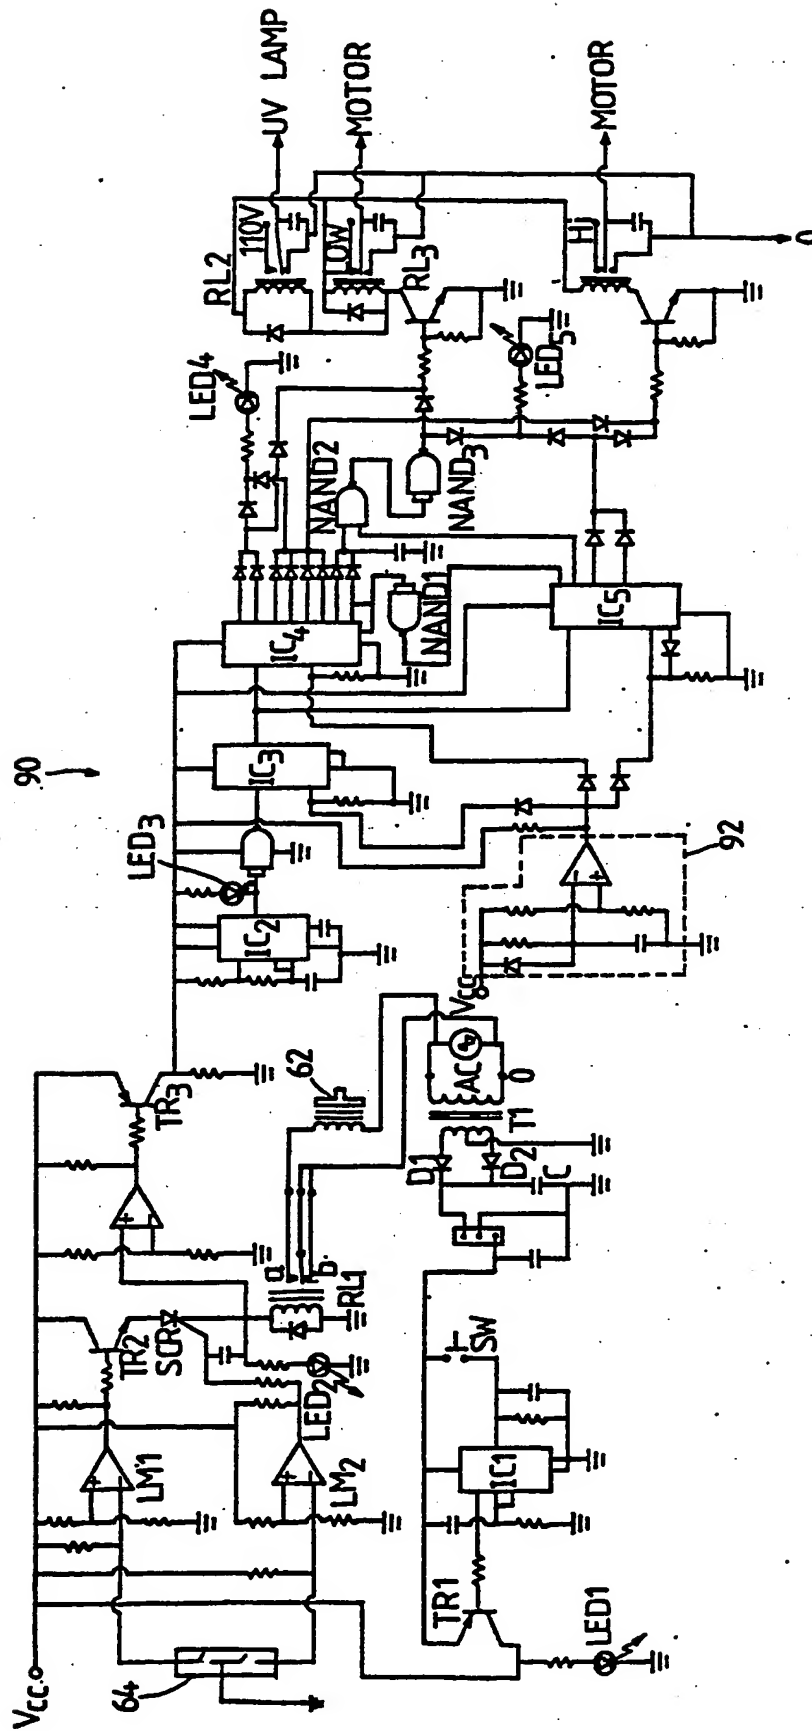 90
Vcc
64
LM1
LM2
TR2
SCR
LED2
RL1
a
b
TR3
62
LED3
IC2
IC3
IC4
NAND1
NAND2
NAND3
LED4
RL2
110V
UV LAMP
LOW
MOTOR
RL3
LED5
Hi
MOTOR
0
IC5
92
Vcc
AC
0
T1
D1
D2
C
SW
IC1
TR1
LED1